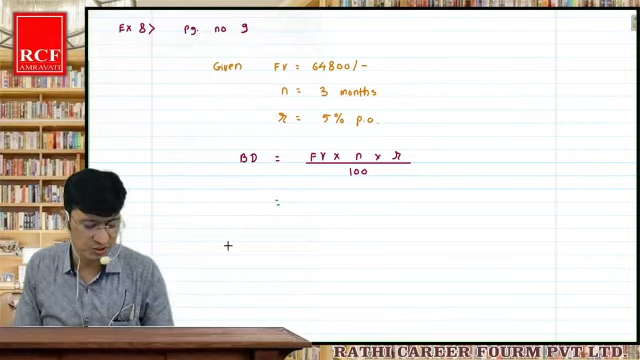 Ex 8> pg. no 9
RCF
AMRAVATI
Given FV = 64800/-
n = 3 months
r = 5% p.a.
BD = FV x n x r
100
=
RATHI CAREER FOURM PVT LTD